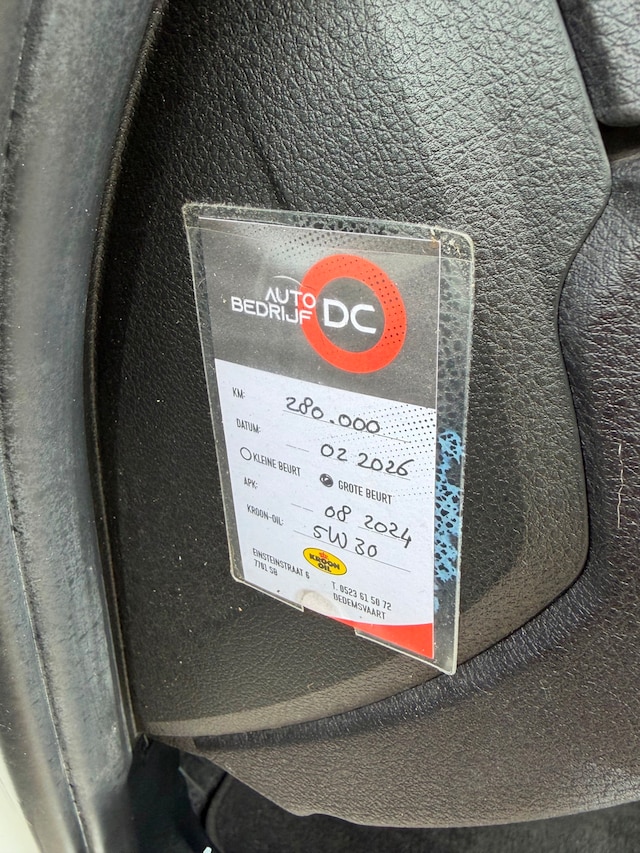 AUTO
BEDRIJF DC
KM: 280.000
DATUM: 02 2026
KLEINE BEURT GROTE BEURT
APK: 08 2024
KROON-OIL: 5W30
KROON
OIL
EINSTEINSTRAAT 6 T. 0523 61 50 72
7701 SB DEDEMSVAART